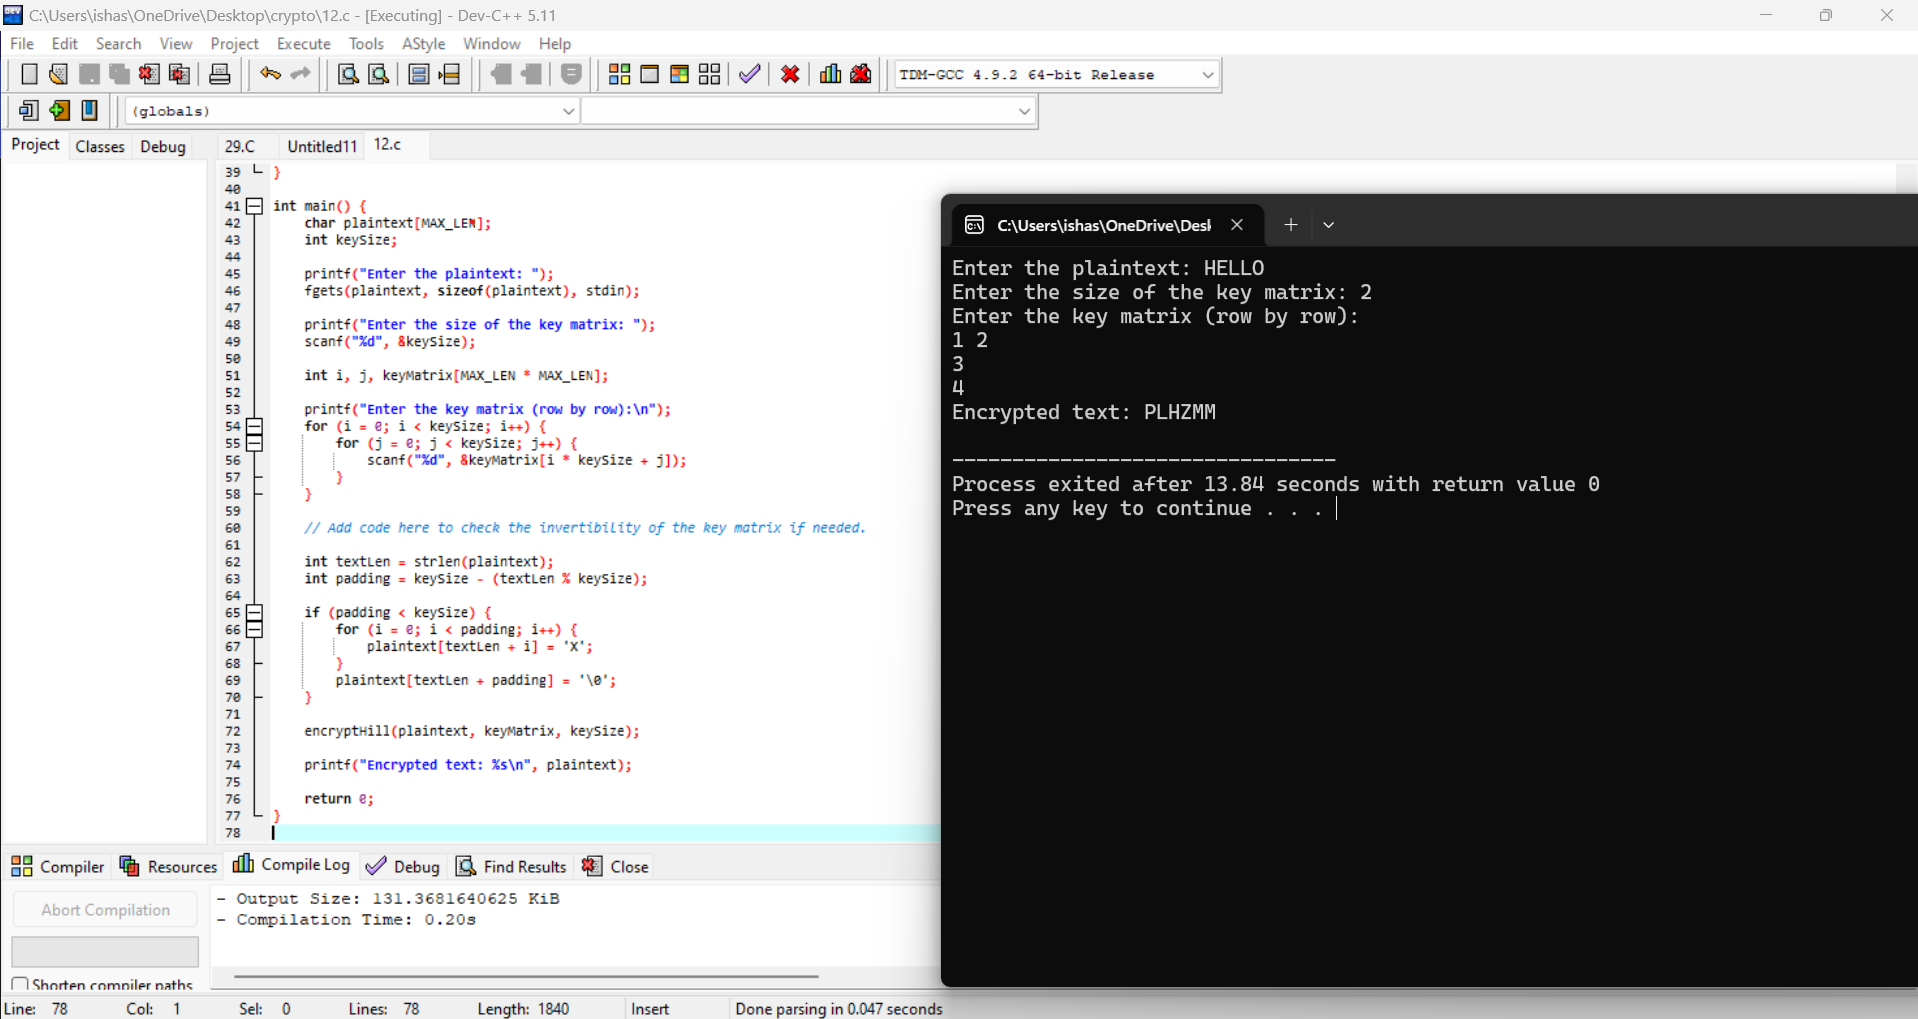 C:\Users\ishas\OneDrive\Desktop\crypto\12.c - [Executing] - Dev-C++ 5.11
File Edit Search View Project Execute Tools AStyle Window Help
TDM-GCC 4.9.2 64-bit Release
(globals)
Project Classes Debug
29.C Untitled11 12.c
39 }
40
41 int main() {
42 char plaintext[MAX_LEN];
43 int keySize;
44
45 printf("Enter the plaintext: ");
46 fgets(plaintext, sizeof(plaintext), stdin);
47
48 printf("Enter the size of the key matrix: ");
49 scanf("%d", &keySize);
50
51 int i, j, keyMatrix[MAX_LEN * MAX_LEN];
52
53 printf("Enter the key matrix (row by row):\n");
54 for (i = 0; i < keySize; i++) {
55 for (j = 0; j < keySize; j++) {
56 scanf("%d", &keyMatrix[i * keySize + j]);
57 }
58 }
59
60 // Add code here to check the invertibility of the key matrix if needed.
61
62 int textLen = strlen(plaintext);
63 int padding = keySize - (textLen % keySize);
64
65 if (padding < keySize) {
66 for (i = 0; i < padding; i++) {
67 plaintext[textLen + i] = 'X';
68 }
69 plaintext[textLen + padding] = '\0';
70 }
71
72 encryptHill(plaintext, keyMatrix, keySize);
73
74 printf("Encrypted text: %s\n", plaintext);
75
76 return 0;
77 }
78
C:\Users\ishas\OneDrive\Desl
Enter the plaintext: HELLO
Enter the size of the key matrix: 2
Enter the key matrix (row by row):
1 2
3
4
Encrypted text: PLHZMM
--------------------------------
Process exited after 13.84 seconds with return value 0
Press any key to continue . . .
Compiler Resources Compile Log Debug Find Results Close
Abort Compilation
Shorten compiler paths
- Output Size: 131.3681640625 KiB
- Compilation Time: 0.20s
Line: 78 Col: 1 Sel: 0 Lines: 78 Length: 1840 Insert Done parsing in 0.047 seconds